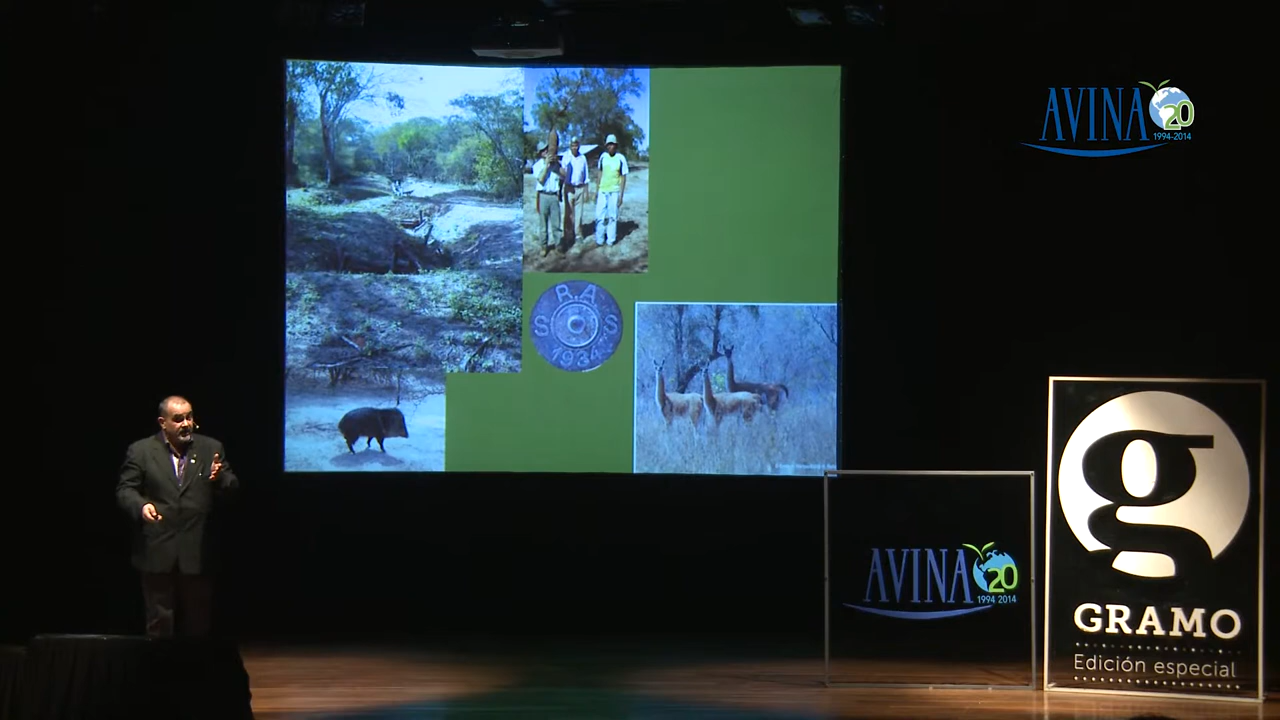 AVINA 20
1994-2014
R.A
S S
1934
AVINA 20
1994 2014
g
GRAMO
Edición especial